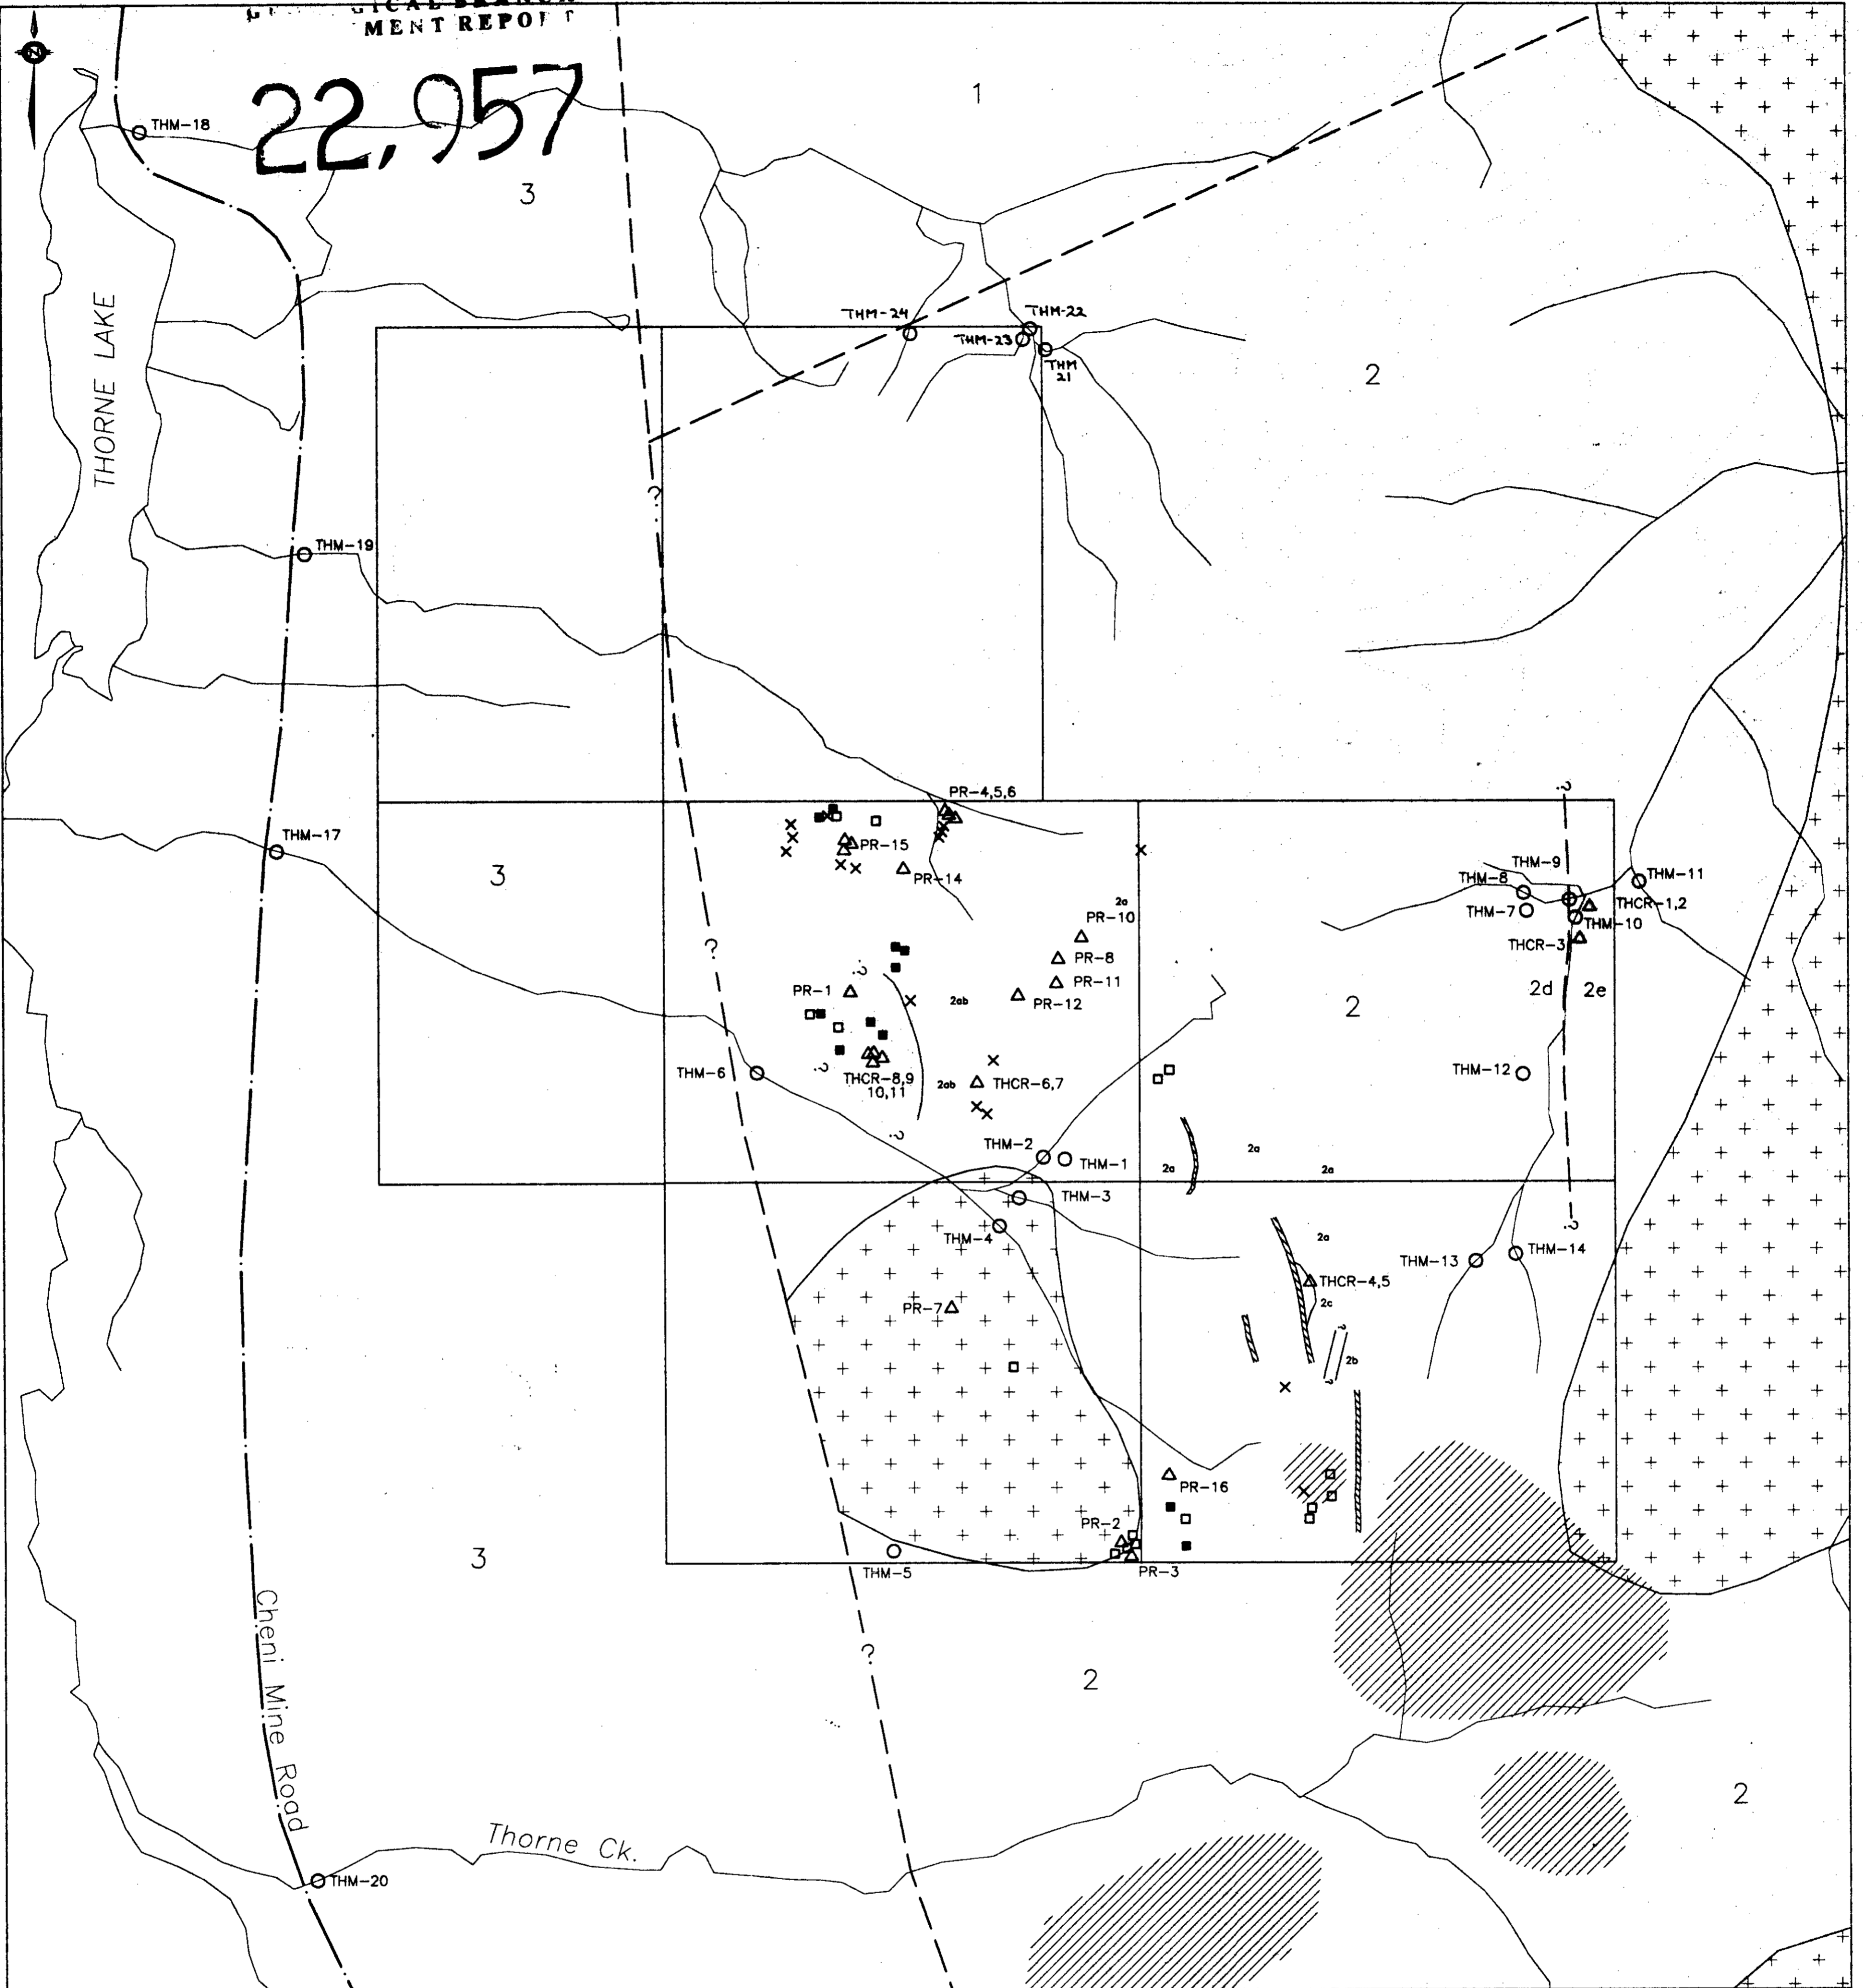 MENT REPORT
22,957
N
1
THM-18
3
THORNE LAKE
THM-24
THM-22
THM-23
THM
21
2
?
THM-19
?
PR-4,5,6
THM-17
PR-15
3
PR-14
THM-9
THM-8
THM-11
THCR-1,2
THM-7
THM-10
THCR-3
2a
PR-10
?
PR-8
?
PR-11
PR-1
2ab
PR-12
2
2d
2e
?
THM-6
THCR-8,9
10,11
2ab
THCR-6,7
THM-12
?
THM-2
THM-1
2a
2a
2a
THM-3
?
THM-4
2a
THM-13
THM-14
THCR-4,5
2c
PR-7
?
2b
?
PR-16
PR-2
3
THM-5
PR-3
Cheni Mine Road
?
2
2
Thorne Ck.
THM-20